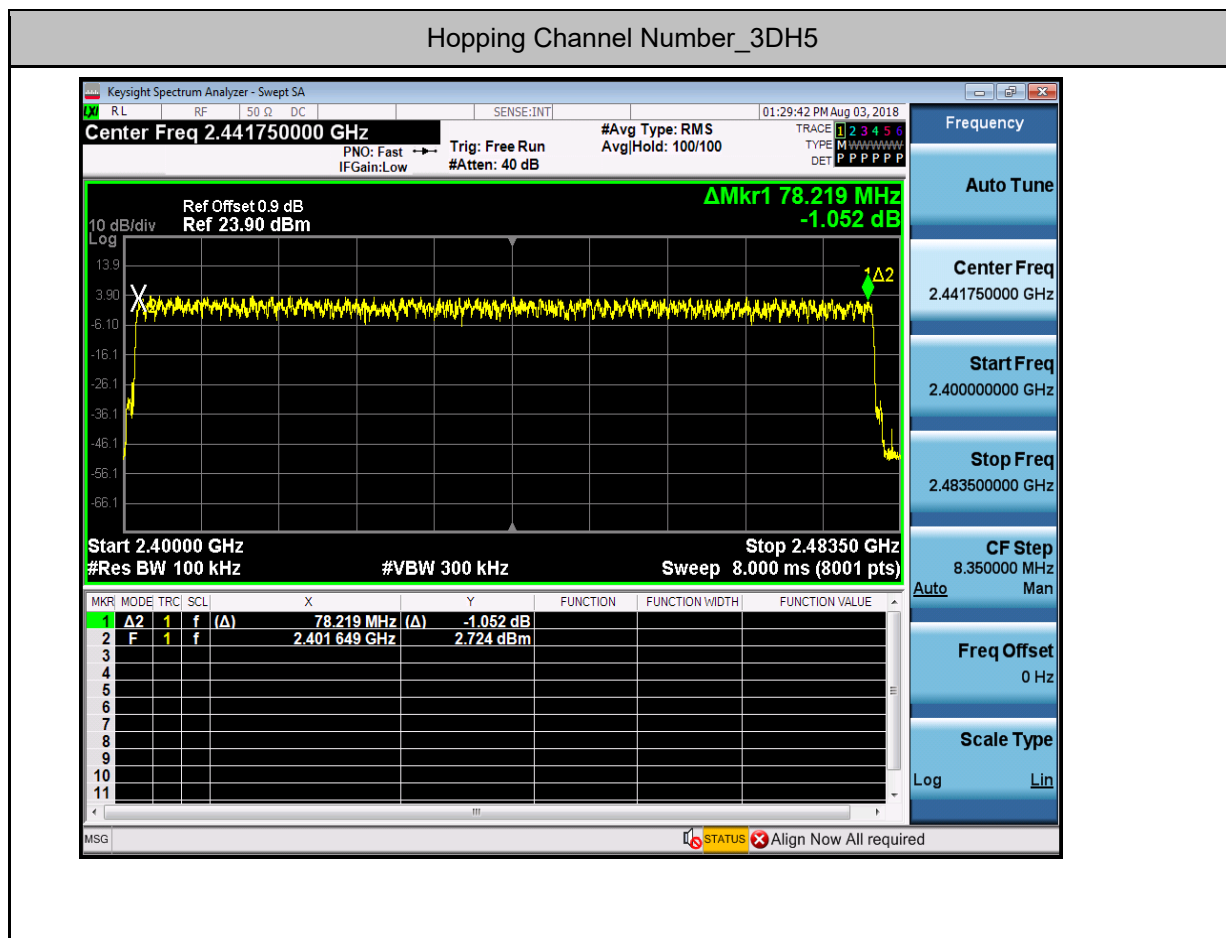 Hopping Channel Number_3DH5
Keysight Spectrum Analyzer - Swept SA
LXI RL RF 50 Ω DC SENSE:INT 01:29:42 PM Aug 03, 2018
Center Freq 2.441750000 GHz
PNO: Fast
IFGain:Low
Trig: Free Run
#Atten: 40 dB
#Avg Type: RMS
Avg|Hold: 100/100
TRACE 1 2 3 4 5 6
TYPE M WWWWW
DET P P P P P P
ΔMkr1 78.219 MHz
-1.052 dB
Ref Offset 0.9 dB
10 dB/div Ref 23.90 dBm
Log
13.9
3.90
-6.10
-16.1
-26.1
-36.1
-46.1
-56.1
-66.1
2
1Δ2
Start 2.40000 GHz Stop 2.48350 GHz
#Res BW 100 kHz #VBW 300 kHz Sweep 8.000 ms (8001 pts)
MKR MODE TRC SCL X Y FUNCTION FUNCTION WIDTH FUNCTION VALUE
1 Δ2 1 f (Δ) 78.219 MHz (Δ) -1.052 dB
2 F 1 f 2.401 649 GHz 2.724 dBm
3
4
5
6
7
8
9
10
11
MSG STATUS Align Now All required
Frequency
Auto Tune
Center Freq
2.441750000 GHz
Start Freq
2.400000000 GHz
Stop Freq
2.483500000 GHz
CF Step
8.350000 MHz
Auto Man
Freq Offset
0 Hz
Scale Type
Log Lin